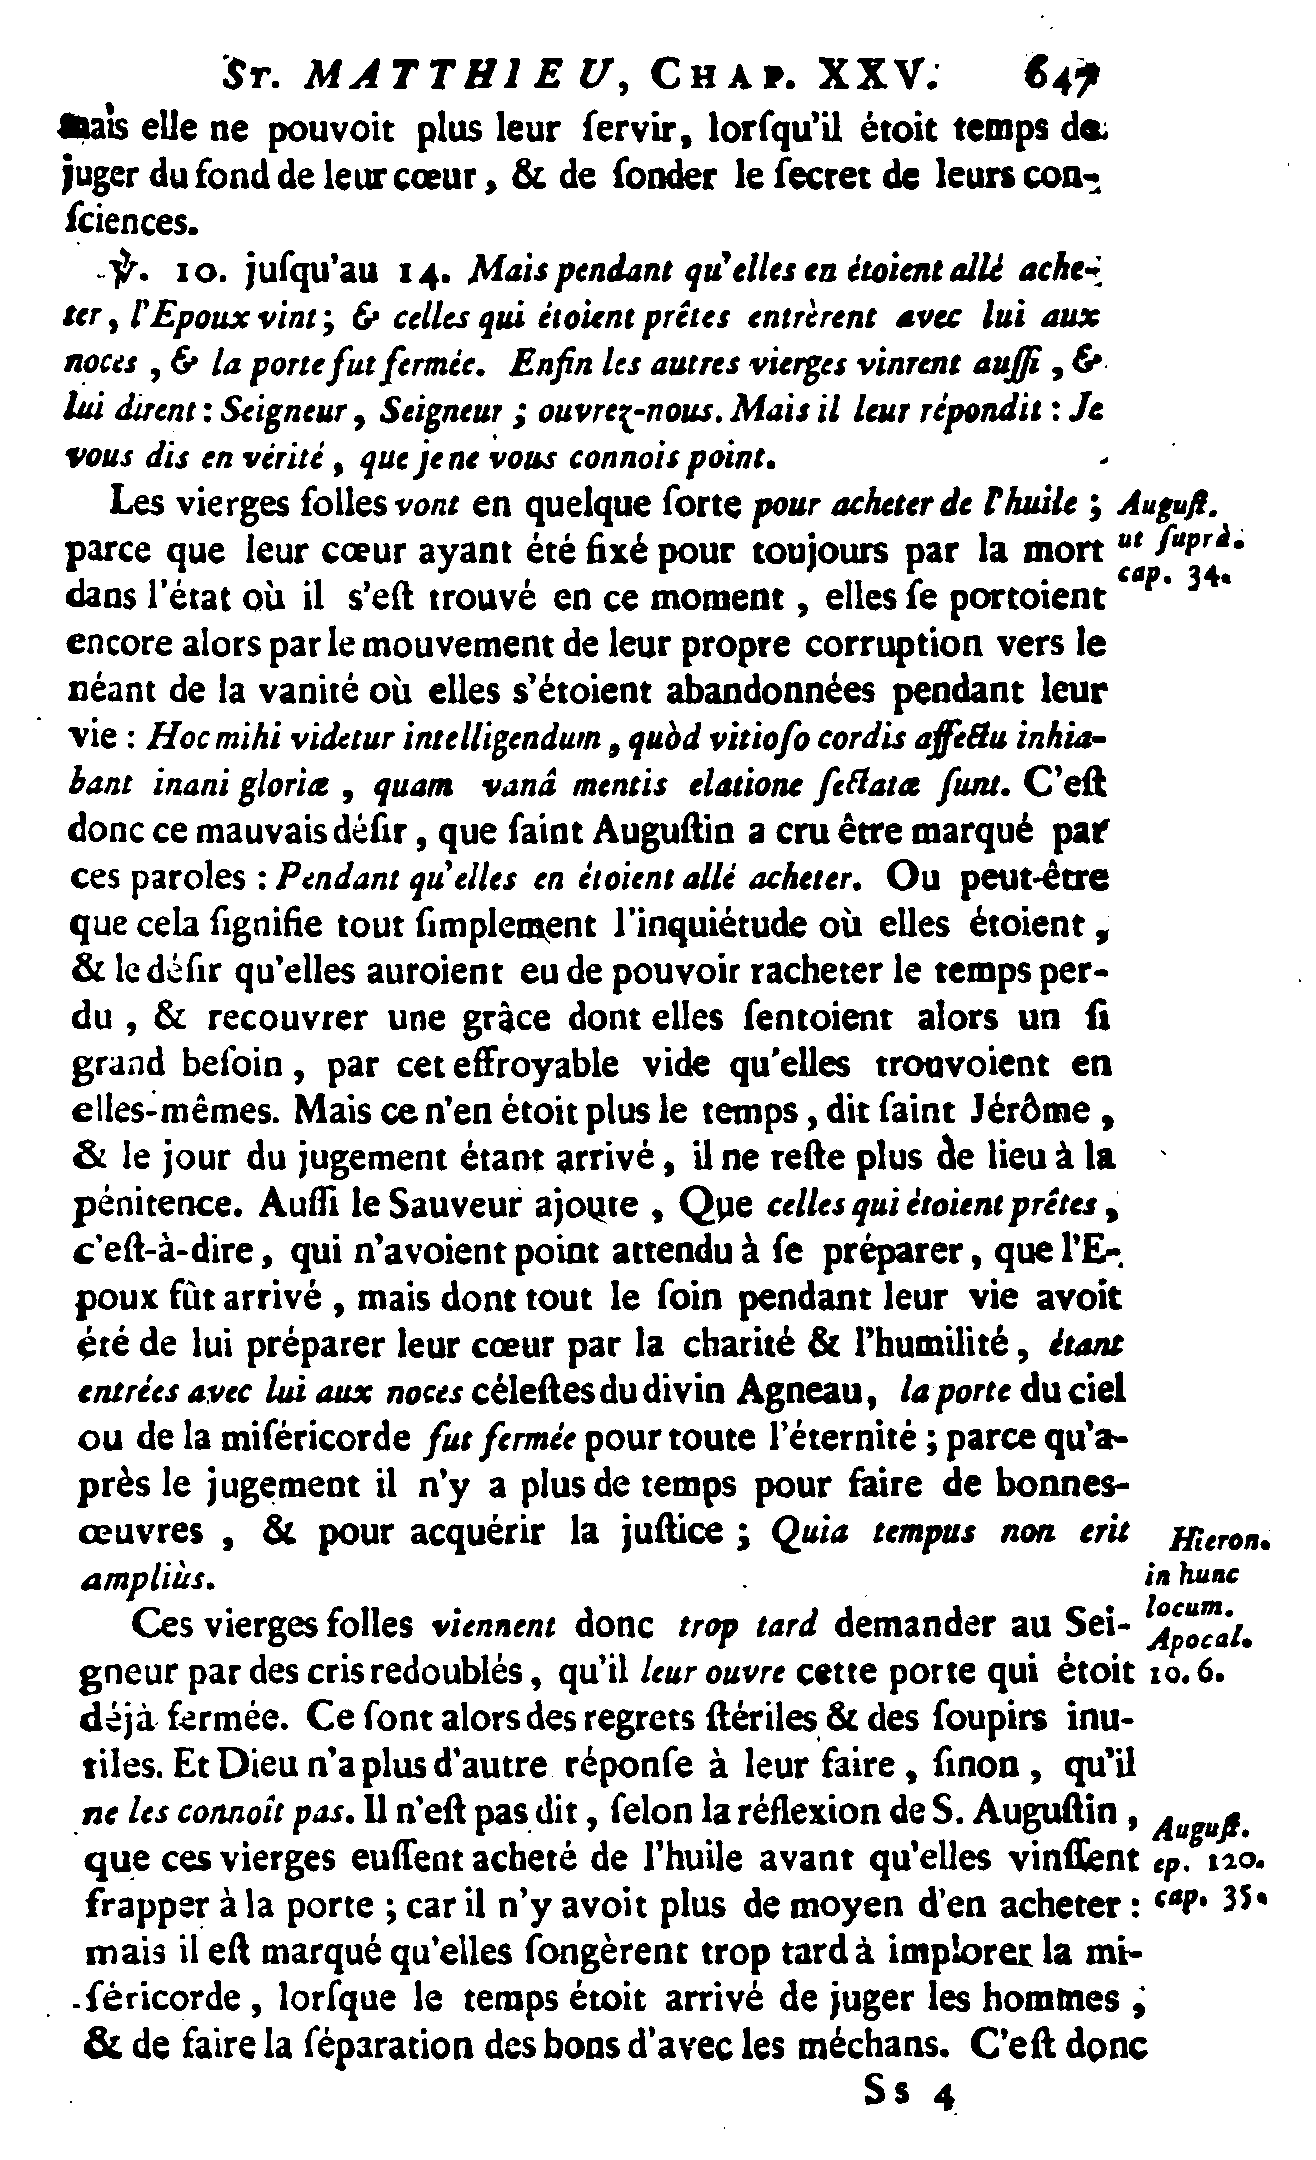 St. MATTHIEU, CHAP. XXV. 647
mais elle ne pouvoit plus leur ſervir, lorſqu'il étoit temps de
juger du fond de leur cœur, & de ſonder le ſecret de leurs con-
ſciences.
℣. 10. juſqu'au 14. Mais pendant qu'elles en étoient allé ache-
ter, l'Epoux vint; & celles qui étoient prêtes entrèrent avec lui aux
noces, & la porte fut fermée. Enfin les autres vierges vinrent auſſi, &
lui dirent: Seigneur, Seigneur; ouvrez-nous. Mais il leur répondit: Je
vous dis en vérité, que je ne vous connois point.
Les vierges folles vont en quelque ſorte pour acheter de l'huile;
parce que leur cœur ayant été fixé pour toujours par la mort
dans l'état où il s'eſt trouvé en ce moment, elles ſe portoient
encore alors par le mouvement de leur propre corruption vers le
néant de la vanité où elles s'étoient abandonnées pendant leur
vie: Hoc mihi videtur intelligendum, quòd vitioſo cordis affectu inhia-
bant inani gloriæ, quam vanâ mentis elatione ſectatæ ſunt. C'eſt
donc ce mauvais déſir, que ſaint Auguſtin a cru être marqué par
ces paroles: Pendant qu'elles en étoient allé acheter. Ou peut-être
que cela ſignifie tout ſimplement l'inquiétude où elles étoient,
& le déſir qu'elles auroient eu de pouvoir racheter le temps per-
du, & recouvrer une grâce dont elles ſentoient alors un ſi
grand beſoin, par cet effroyable vide qu'elles trouvoient en
elles-mêmes. Mais ce n'en étoit plus le temps, dit ſaint Jérôme,
& le jour du jugement étant arrivé, il ne reſte plus de lieu à la
pénitence. Auſſi le Sauveur ajoute, Que celles qui étoient prêtes,
c'eſt-à-dire, qui n'avoient point attendu à ſe préparer, que l'E-
poux fût arrivé, mais dont tout le ſoin pendant leur vie avoit
été de lui préparer leur cœur par la charité & l'humilité, étant
entrées avec lui aux noces céleſtes du divin Agneau, la porte du ciel
ou de la miſéricorde fut fermée pour toute l'éternité; parce qu'a-
près le jugement il n'y a plus de temps pour faire de bonnes-
œuvres, & pour acquérir la juſtice; Quia tempus non erit
ampliùs.
Ces vierges folles viennent donc trop tard demander au Sei-
gneur par des cris redoublés, qu'il leur ouvre cette porte qui étoit
déjà fermée. Ce ſont alors des regrets ſtériles & des ſoupirs inu-
tiles. Et Dieu n'a plus d'autre réponſe à leur faire, ſinon, qu'il
ne les connoît pas. Il n'eſt pas dit, ſelon la réflexion de S. Auguſtin,
que ces vierges euſſent acheté de l'huile avant qu'elles vinſſent
frapper à la porte; car il n'y avoit plus de moyen d'en acheter:
mais il eſt marqué qu'elles ſongèrent trop tard à implorer la mi-
ſéricorde, lorſque le temps étoit arrivé de juger les hommes,
& de faire la ſéparation des bons d'avec les méchans. C'eſt donc
Ss 4
Auguſt.
ut ſuprà.
cap. 34.
Hieron.
in hunc
locum.
Apocal.
10. 6.
Auguſt.
ep. 120.
cap. 35.